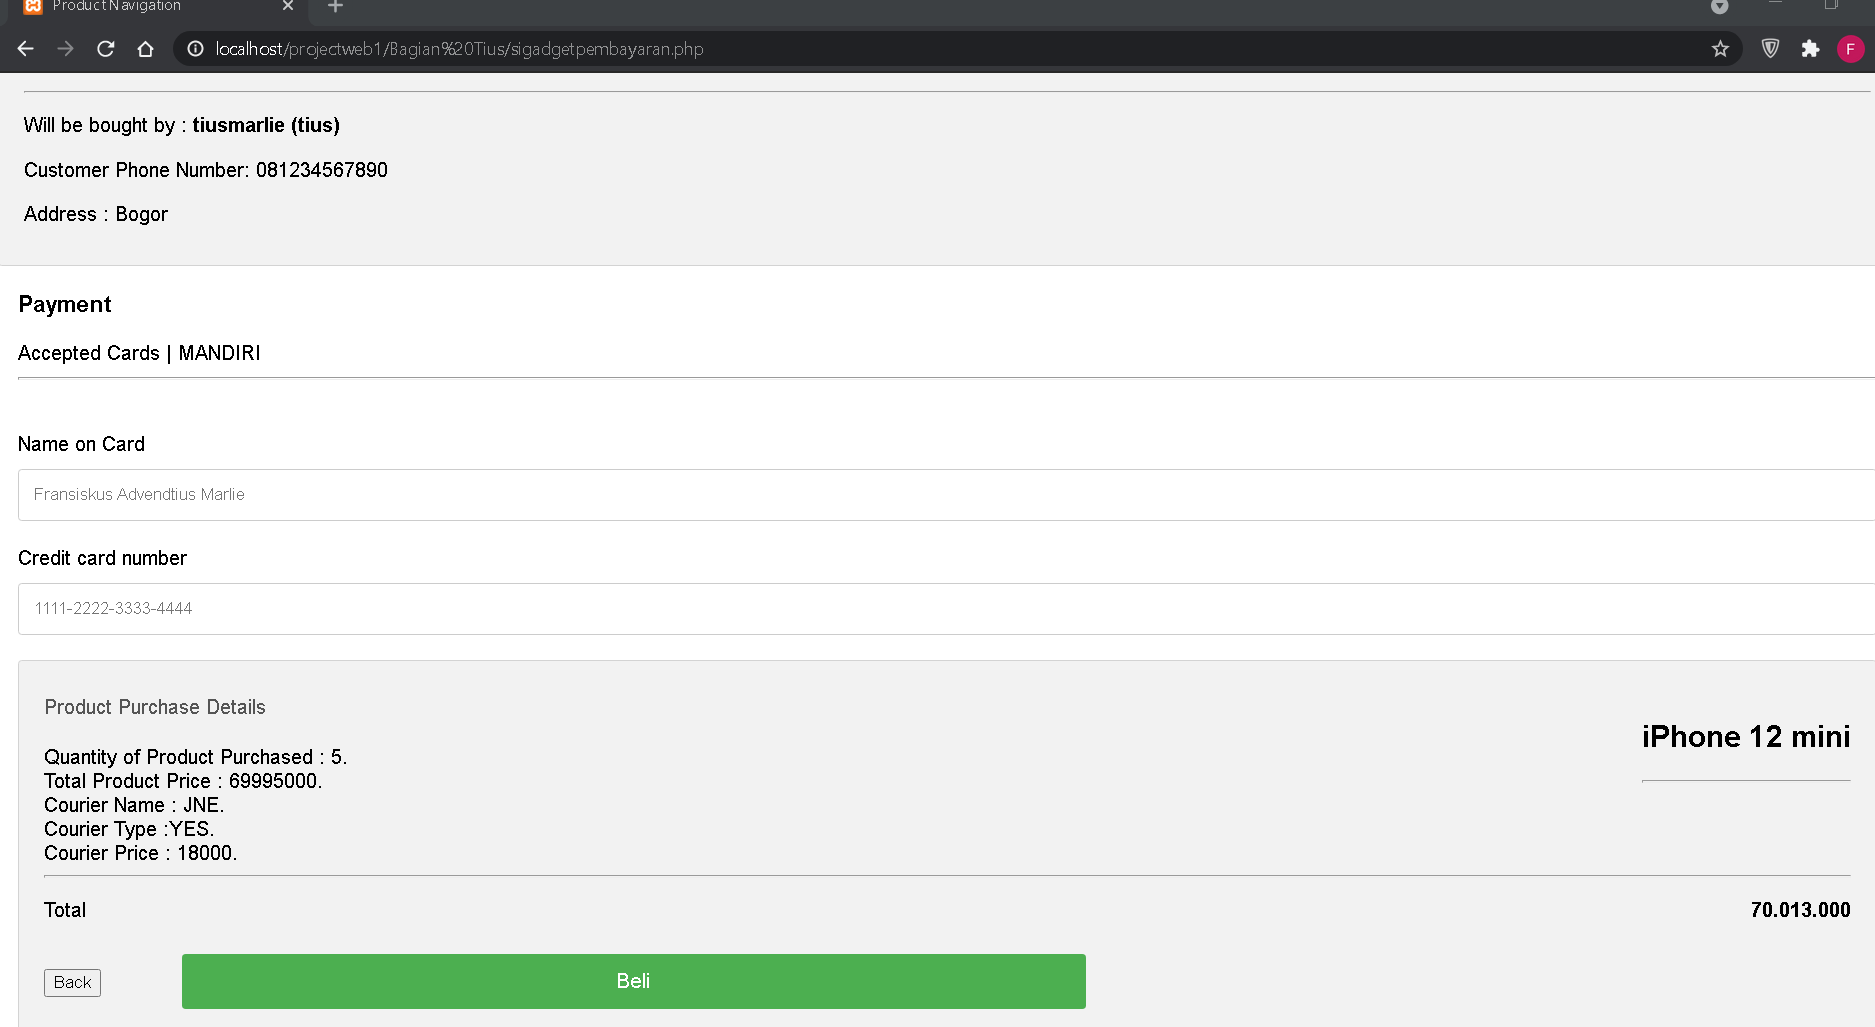 Product Navigation
localhost/projectweb1/Bagian%20Tius/sigadgetpembayaran.php
F
Will be bought by : tiusmarlie (tius)
Customer Phone Number: 081234567890
Address : Bogor
Payment
Accepted Cards | MANDIRI
Name on Card
Fransiskus Advendtius Marlie
Credit card number
1111-2222-3333-4444
Product Purchase Details
iPhone 12 mini
Quantity of Product Purchased : 5.
Total Product Price : 69995000.
Courier Name : JNE.
Courier Type :YES.
Courier Price : 18000.
Total 70.013.000
Back Beli